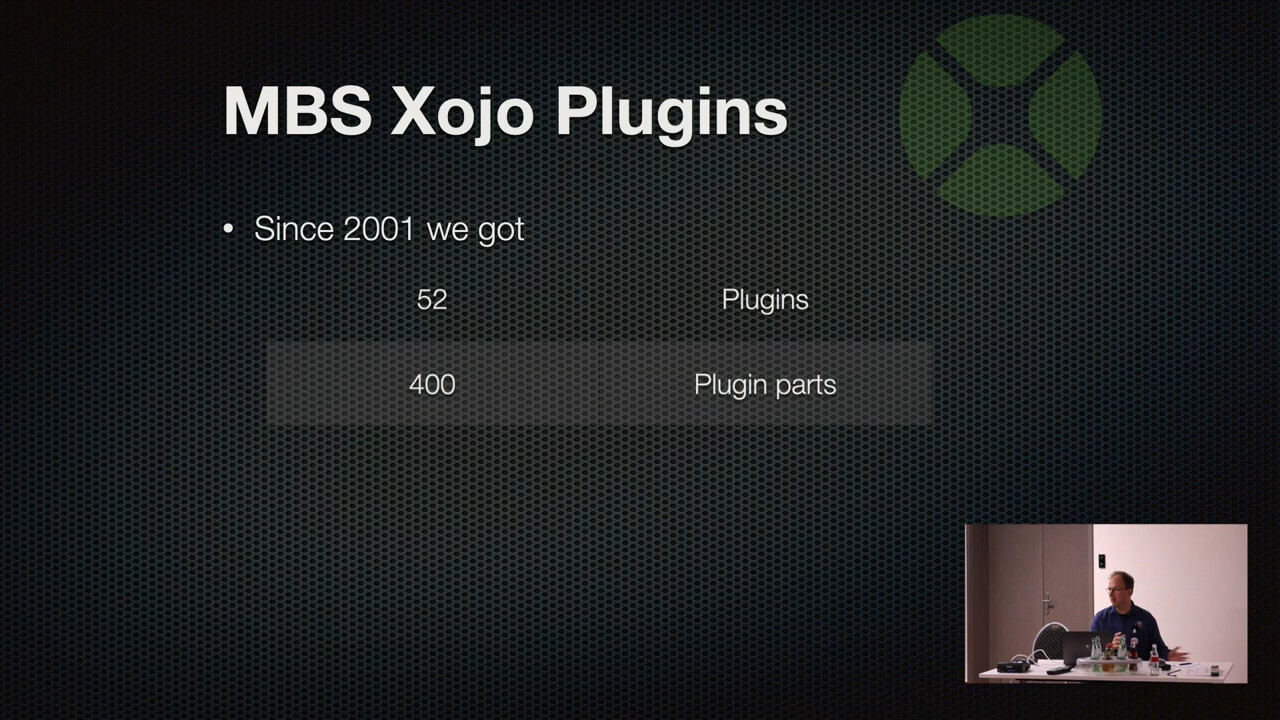 MBS Xojo Plugins
• Since 2001 we got
52 Plugins
400 Plugin parts